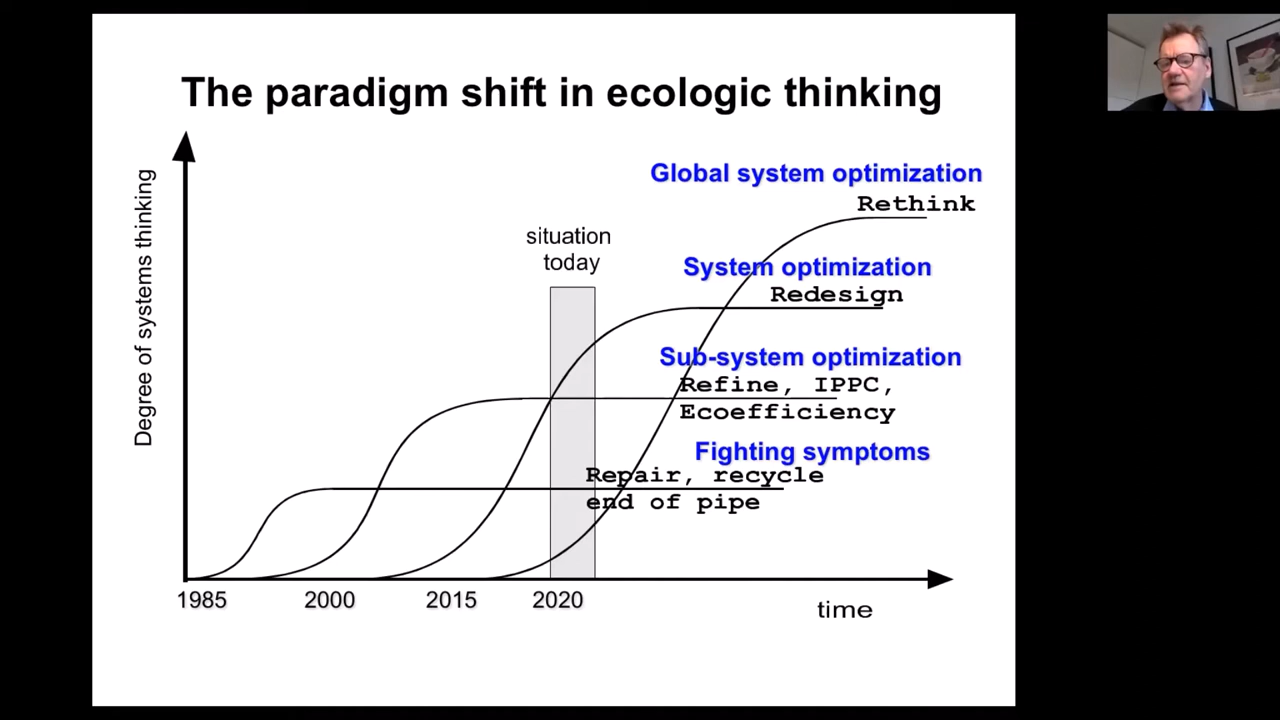 The paradigm shift in ecologic thinking
Degree of systems thinking
Global system optimization
Rethink
situation
today
System optimization
Redesign
Sub-system optimization
Refine, IPPC,
Ecoefficiency
Fighting symptoms
Repair, recycle
end of pipe
1985 2000 2015 2020
time